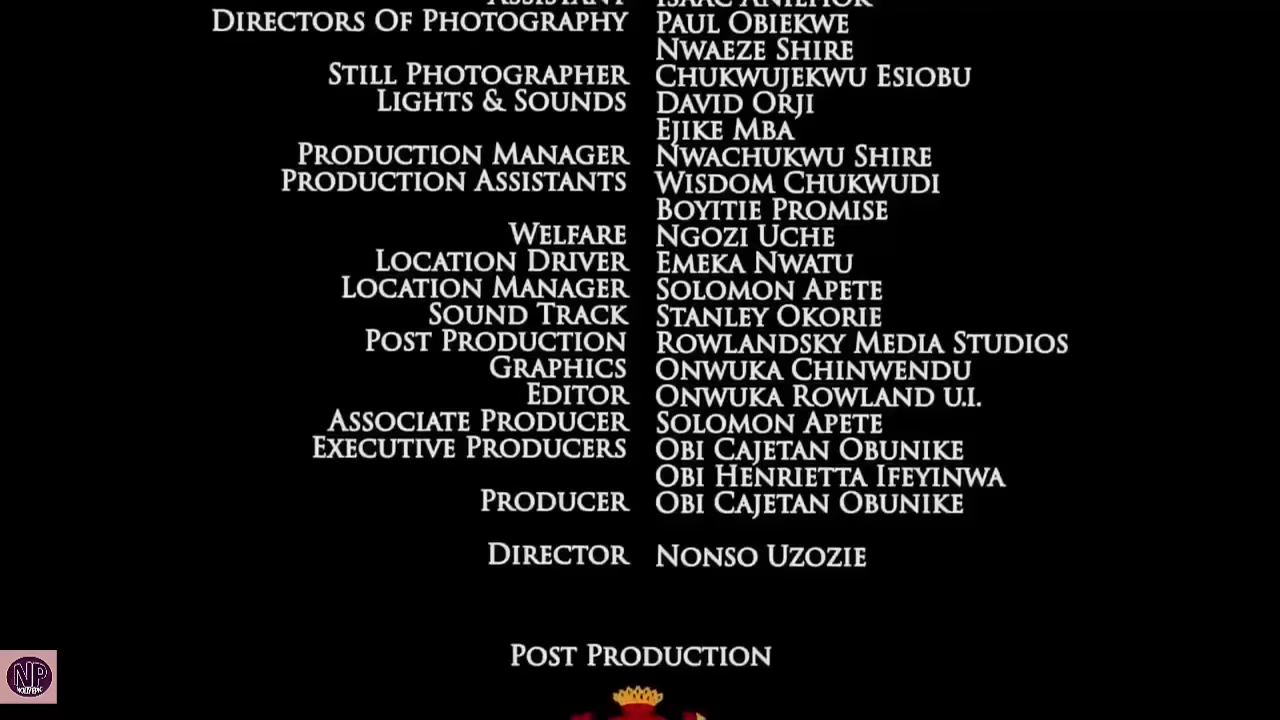 ASSISTANT ISAAC
DIRECTORS OF PHOTOGRAPHY PAUL OBIEKWE
NWAEZE SHIRE
STILL PHOTOGRAPHER CHUKWUJEKWU ESIOBU
LIGHTS & SOUNDS DAVID ORJI
EJIKE MBA
PRODUCTION MANAGER NWACHUKWU SHIRE
PRODUCTION ASSISTANTS WISDOM CHUKWUDI
BOYITIE PROMISE
WELFARE NGOZI UCHE
LOCATION DRIVER EMEKA NWATU
LOCATION MANAGER SOLOMON APETE
SOUND TRACK STANLEY OKORIE
POST PRODUCTION ROWLANDSKY MEDIA STUDIOS
GRAPHICS ONWUKA CHINWENDU
EDITOR ONWUKA ROWLAND U.I.
ASSOCIATE PRODUCER SOLOMON APETE
EXECUTIVE PRODUCERS OBI CAJETAN OBUNIKE
OBI HENRIETTA IFEYINWA
PRODUCER OBI CAJETAN OBUNIKE
DIRECTOR NONSO UZOZIE
POST PRODUCTION
NP